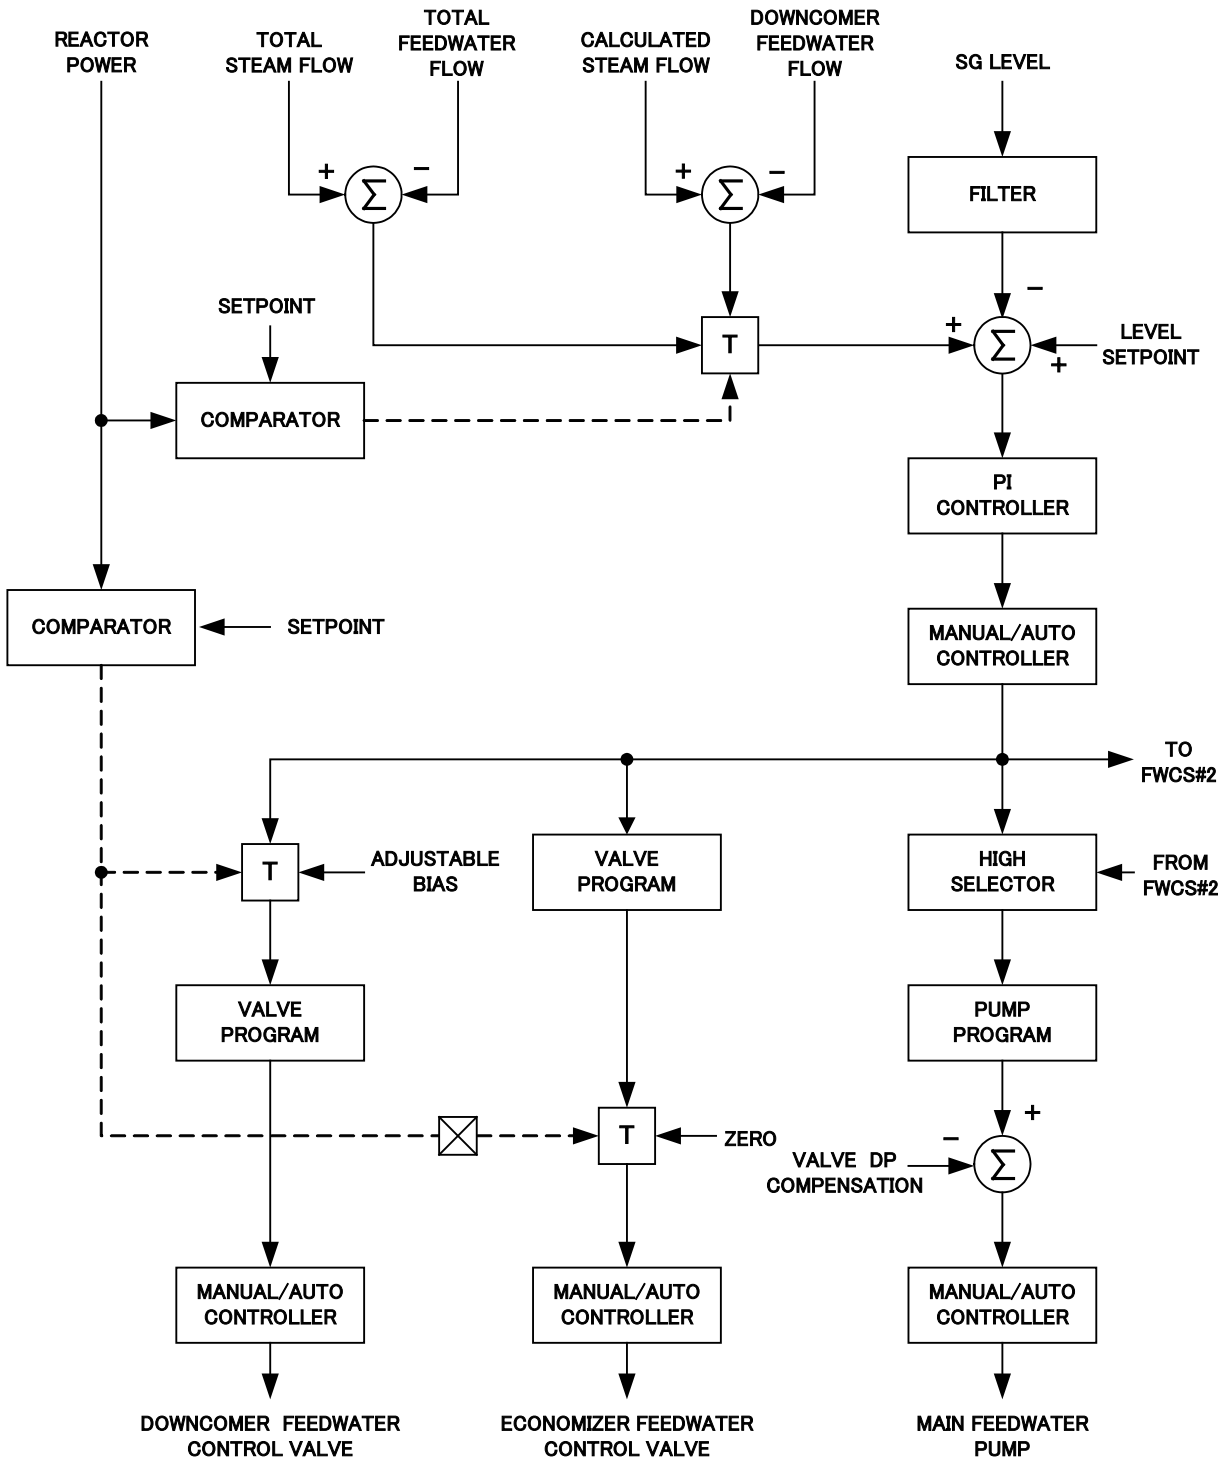 REACTOR
POWER
TOTAL
STEAM FLOW
TOTAL
FEEDWATER
FLOW
CALCULATED
STEAM FLOW
DOWNCOMER
FEEDWATER
FLOW
SG LEVEL
+
−
Σ
+
−
Σ
FILTER
−
SETPOINT
T
+
Σ
+
LEVEL
SETPOINT
COMPARATOR
PI
CONTROLLER
COMPARATOR
SETPOINT
MANUAL/AUTO
CONTROLLER
TO
FWCS#2
T
ADJUSTABLE
BIAS
VALVE
PROGRAM
HIGH
SELECTOR
FROM
FWCS#2
VALVE
PROGRAM
PUMP
PROGRAM
+
T
ZERO
−
VALVE DP
COMPENSATION
Σ
MANUAL/AUTO
CONTROLLER
MANUAL/AUTO
CONTROLLER
MANUAL/AUTO
CONTROLLER
DOWNCOMER FEEDWATER
CONTROL VALVE
ECONOMIZER FEEDWATER
CONTROL VALVE
MAIN FEEDWATER
PUMP